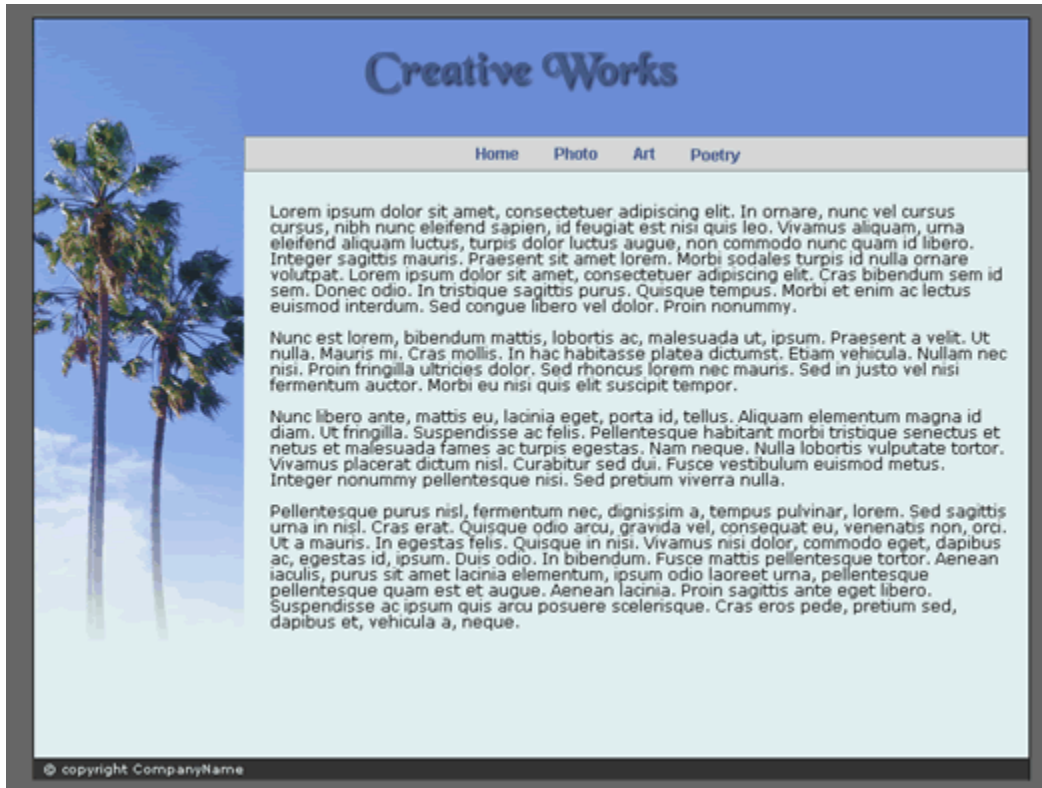 Creative Works
Home Photo Art Poetry
Lorem ipsum dolor sit amet, consectetuer adipiscing elit. In ornare, nunc vel cursus
cursus, nibh nunc eleifend sapien, id feugiat est nisi quis leo. Vivamus aliquam, urna
eleifend aliquam luctus, turpis dolor luctus augue, non commodo nunc quam id libero.
Integer sagittis mauris. Praesent sit amet lorem. Morbi sodales turpis id nulla ornare
volutpat. Lorem ipsum dolor sit amet, consectetuer adipiscing elit. Cras bibendum sem id
sem. Donec odio. In tristique sagittis purus. Quisque tempus. Morbi et enim ac lectus
euismod interdum. Sed congue libero vel dolor. Proin nonummy.
Nunc est lorem, bibendum mattis, lobortis ac, malesuada ut, ipsum. Praesent a velit. Ut
nulla. Mauris mi. Cras mollis. In hac habitasse platea dictumst. Etiam vehicula. Nullam nec
nisi. Proin fringilla ultricies dolor. Sed rhoncus lorem nec mauris. Sed in justo vel nisi
fermentum auctor. Morbi eu nisi quis elit suscipit tempor.
Nunc libero ante, mattis eu, lacinia eget, porta id, tellus. Aliquam elementum magna id
diam. Ut fringilla. Suspendisse ac felis. Pellentesque habitant morbi tristique senectus et
netus et malesuada fames ac turpis egestas. Nam neque. Nulla lobortis vulputate tortor.
Vivamus placerat dictum nisl. Curabitur sed dui. Fusce vestibulum euismod metus.
Integer nonummy pellentesque nisi. Sed pretium viverra nulla.
Pellentesque purus nisl, fermentum nec, dignissim a, tempus pulvinar, lorem. Sed sagittis
urna in nisl. Cras erat. Quisque odio arcu, gravida vel, consequat eu, venenatis non, orci.
Ut a mauris. In egestas felis. Quisque in nisi. Vivamus nisi dolor, commodo eget, dapibus
ac, egestas id, ipsum. Duis odio. In bibendum. Fusce mattis pellentesque tortor. Aenean
iaculis, purus sit amet lacinia elementum, ipsum odio laoreet urna, pellentesque
pellentesque quam est et augue. Aenean lacinia. Proin sagittis ante eget libero.
Suspendisse ac ipsum quis arcu posuere scelerisque. Cras eros pede, pretium sed,
dapibus et, vehicula a, neque.
© copyright CompanyName